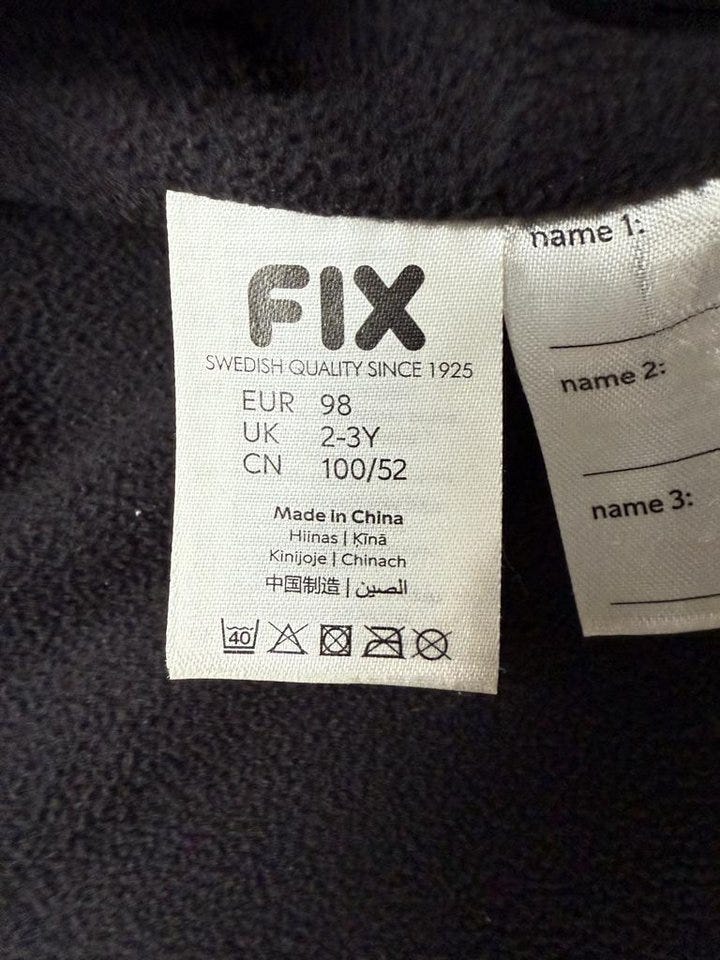 FIX
SWEDISH QUALITY SINCE 1925
EUR 98
UK 2-3Y
CN 100/52
Made in China
Hiinas | Ķīnā
Kinijoje | Chinach
中国制造 | الصين
40
name 1:
name 2:
name 3: